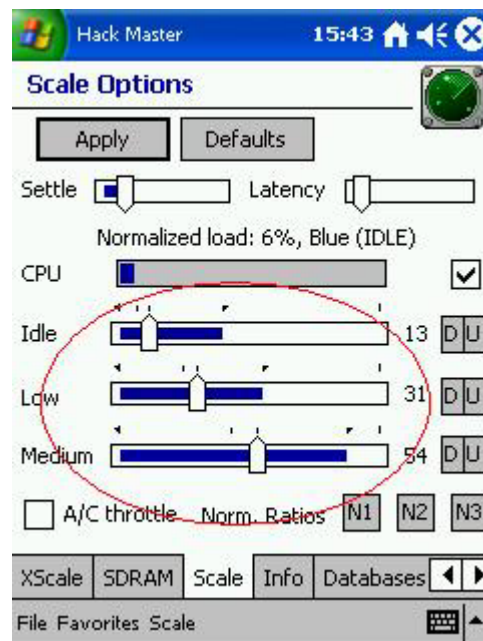 Hack Master 15:43
Scale Options
Apply Defaults
Settle Latency
Normalized load: 6%, Blue (IDLE)
CPU
Idle 13 D U
Low 31 D U
Medium 54 D U
A/C throttle Norm. Ratios N1 N2 N3
XScale SDRAM Scale Info Databases
File Favorites Scale